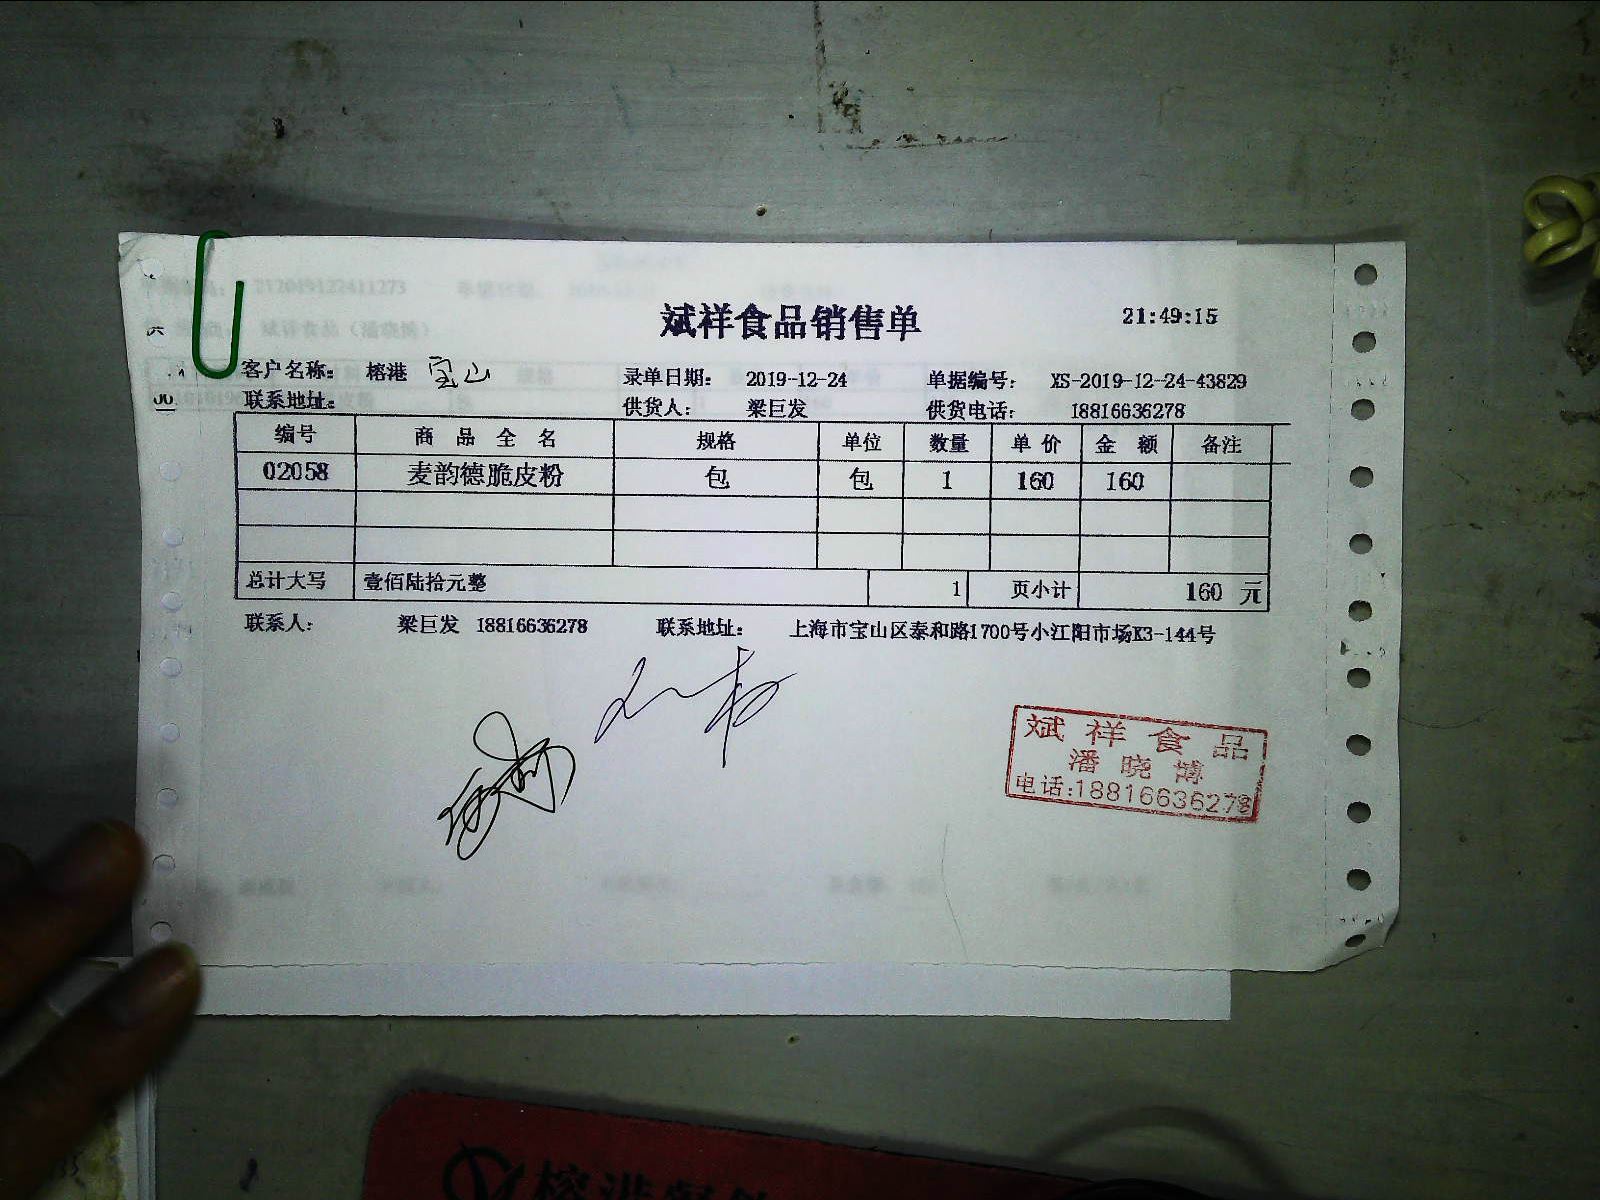 斌祥食品销售单
21:49:15
客户名称: 榕港 宝山 录单日期: 2019-12-24 单据编号: XS-2019-12-24-43829
联系地址: 供货人: 梁巨发 供货电话: 18816636278
编号 商品全名 规格 单位 数量 单价 金额 备注
02058 麦韵德脆皮粉 包 包 1 160 160
总计大写 壹佰陆拾元整 1 页小计 160 元
联系人: 梁巨发 18816636278 联系地址: 上海市宝山区泰和路1700号小江阳市场K3-144号
斌祥食品
潘晓博
电话:18816636278
榕港